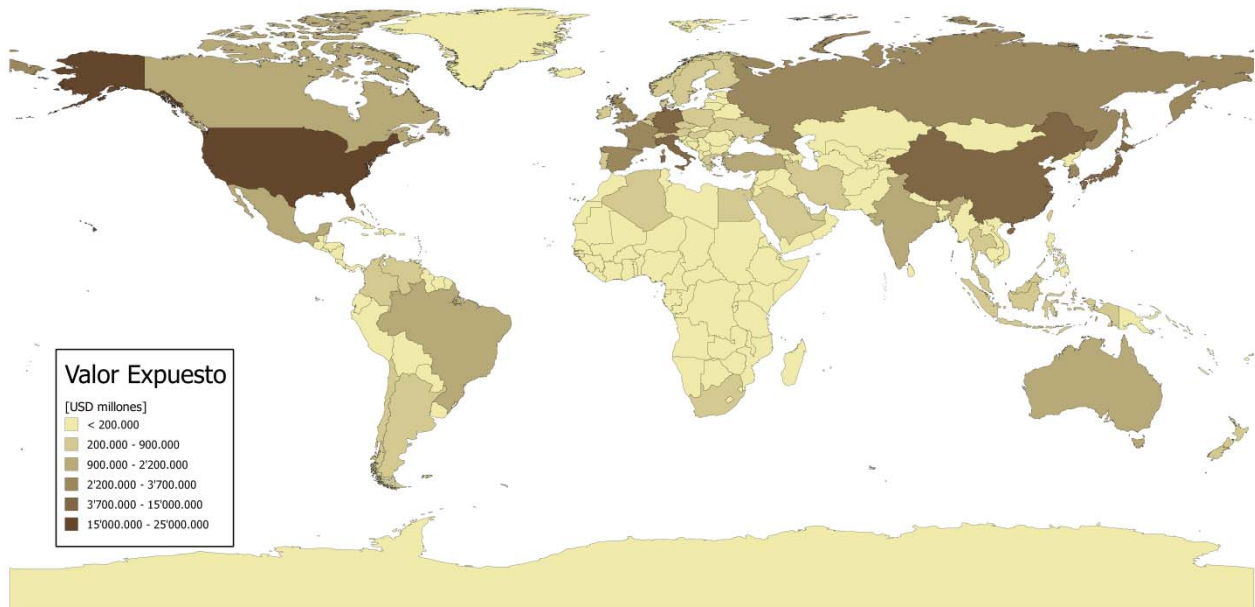 Valor Expuesto
[USD millones]
< 200.000
200.000 - 900.000
900.000 - 2'200.000
2'200.000 - 3'700.000
3'700.000 - 15'000.000
15'000.000 - 25'000.000